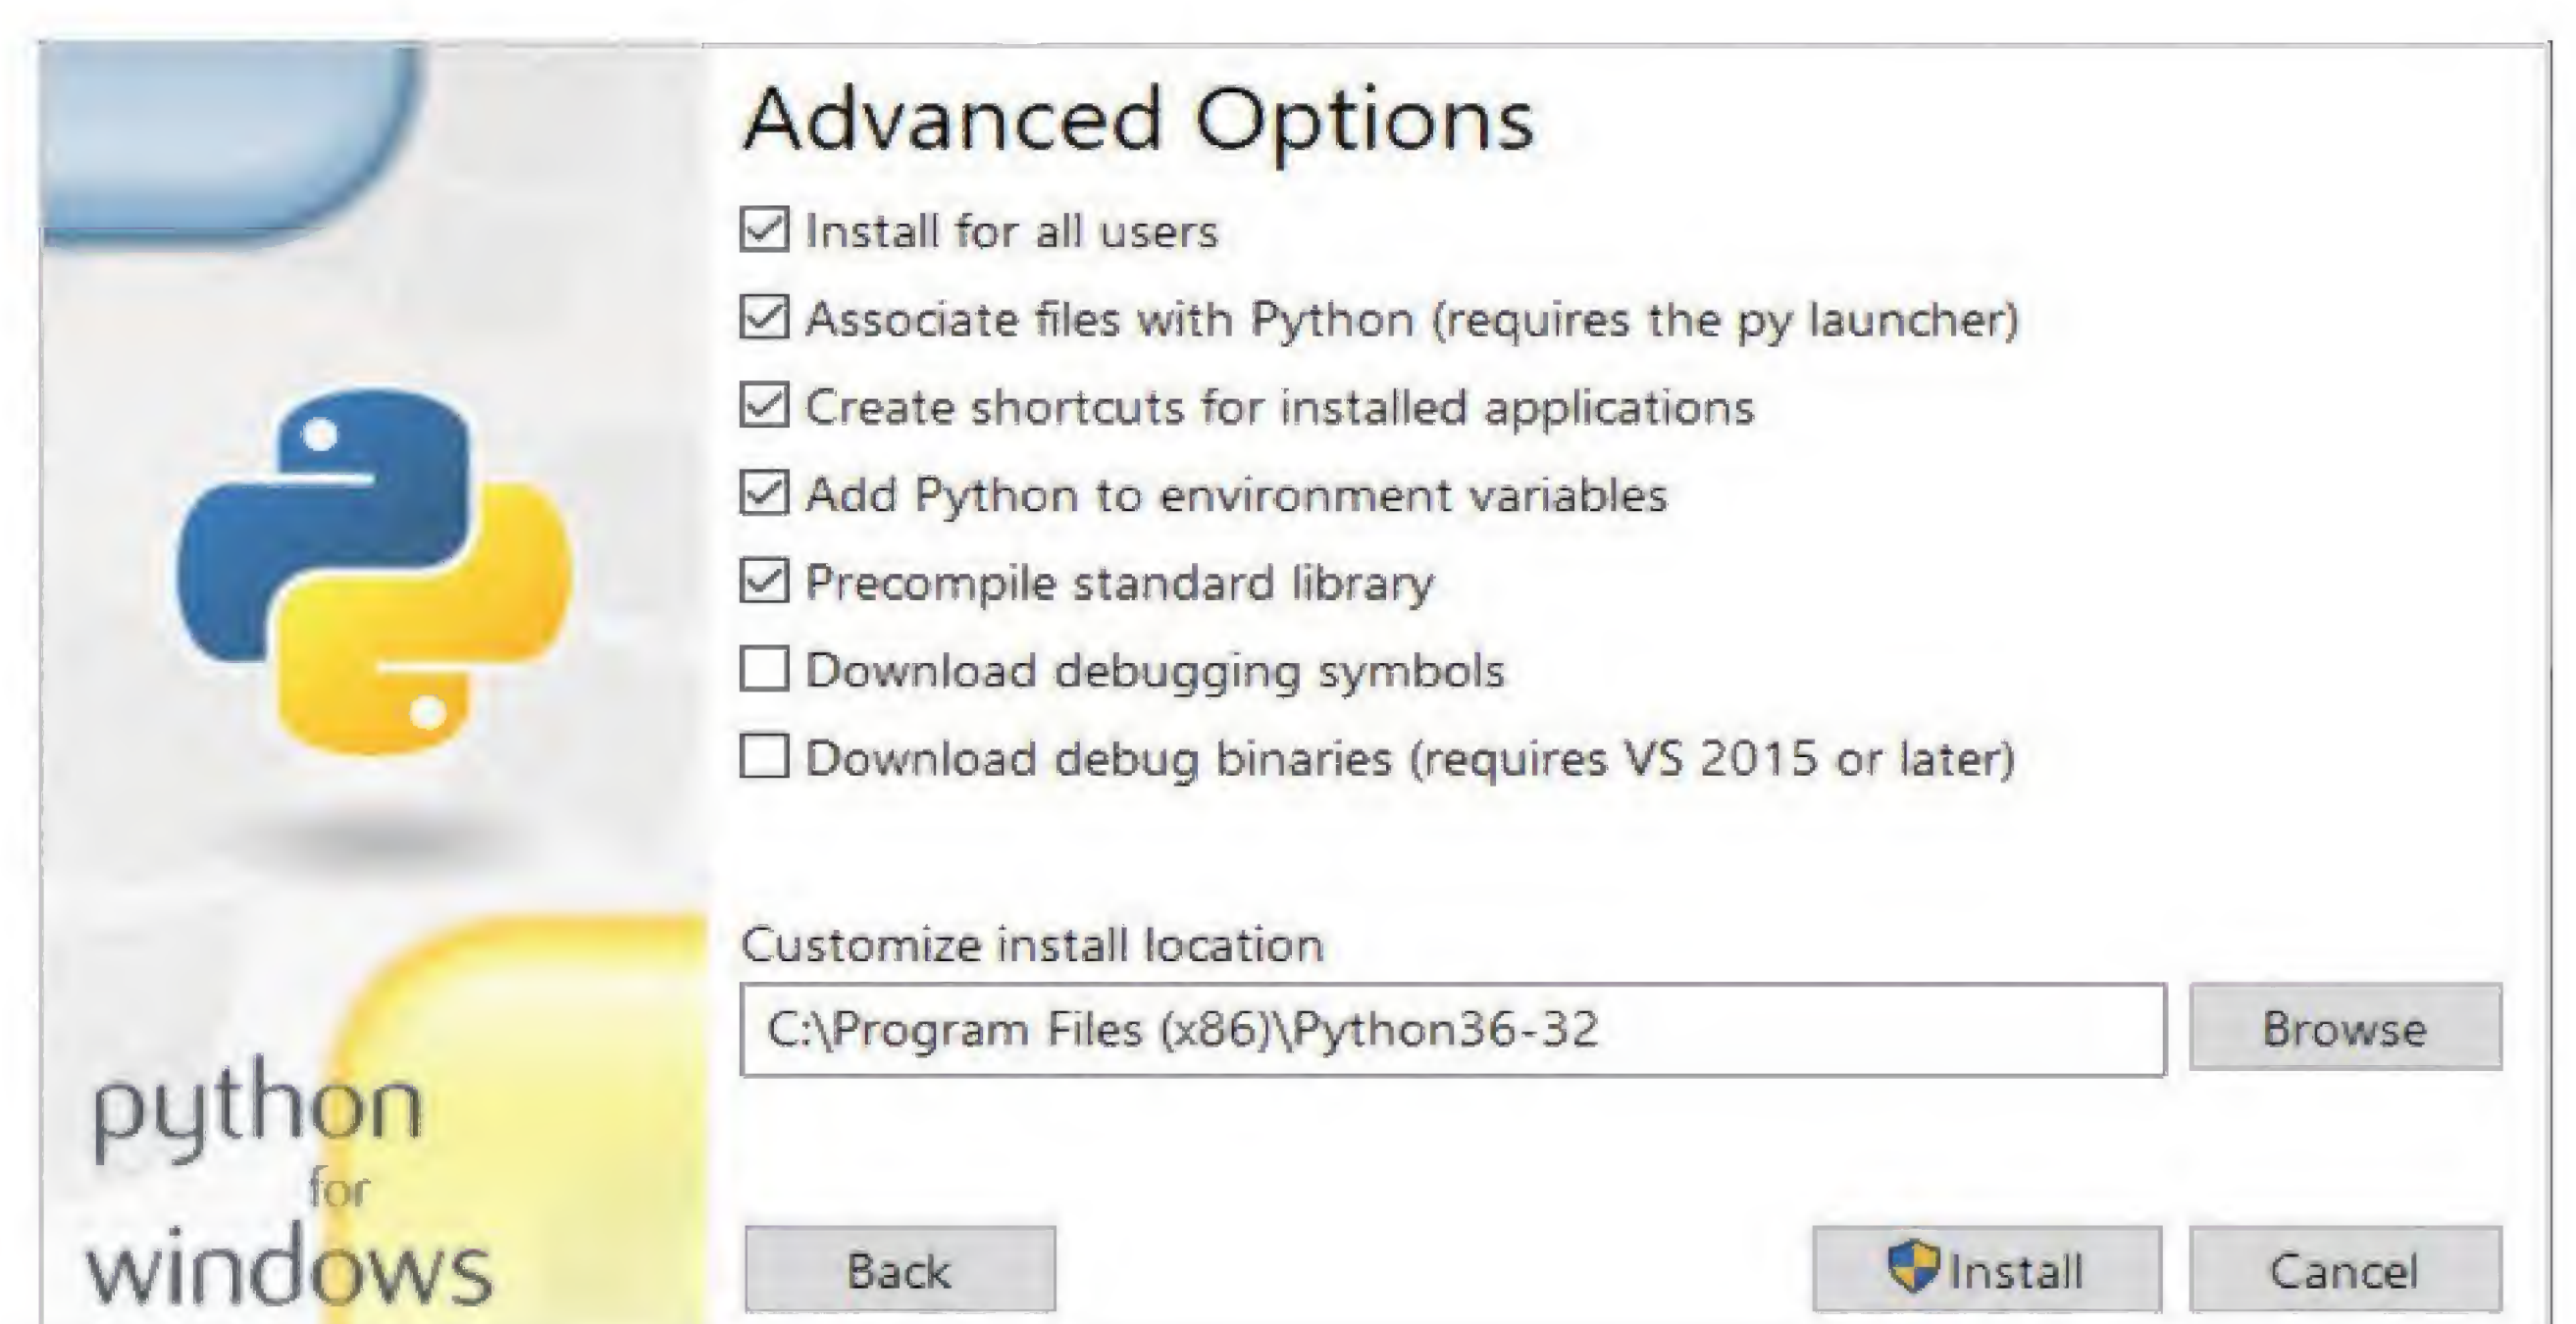 Advanced Options
Install for all users
Associate files with Python (requires the py launcher)
Create shortcuts for installed applications
Add Python to environment variables
Precompile standard library
Download debugging symbols
Download debug binaries (requires VS 2015 or later)
Customize install location
C:\Program Files (x86)\Python36-32
Browse
python
for
windows
Back
Install
Cancel